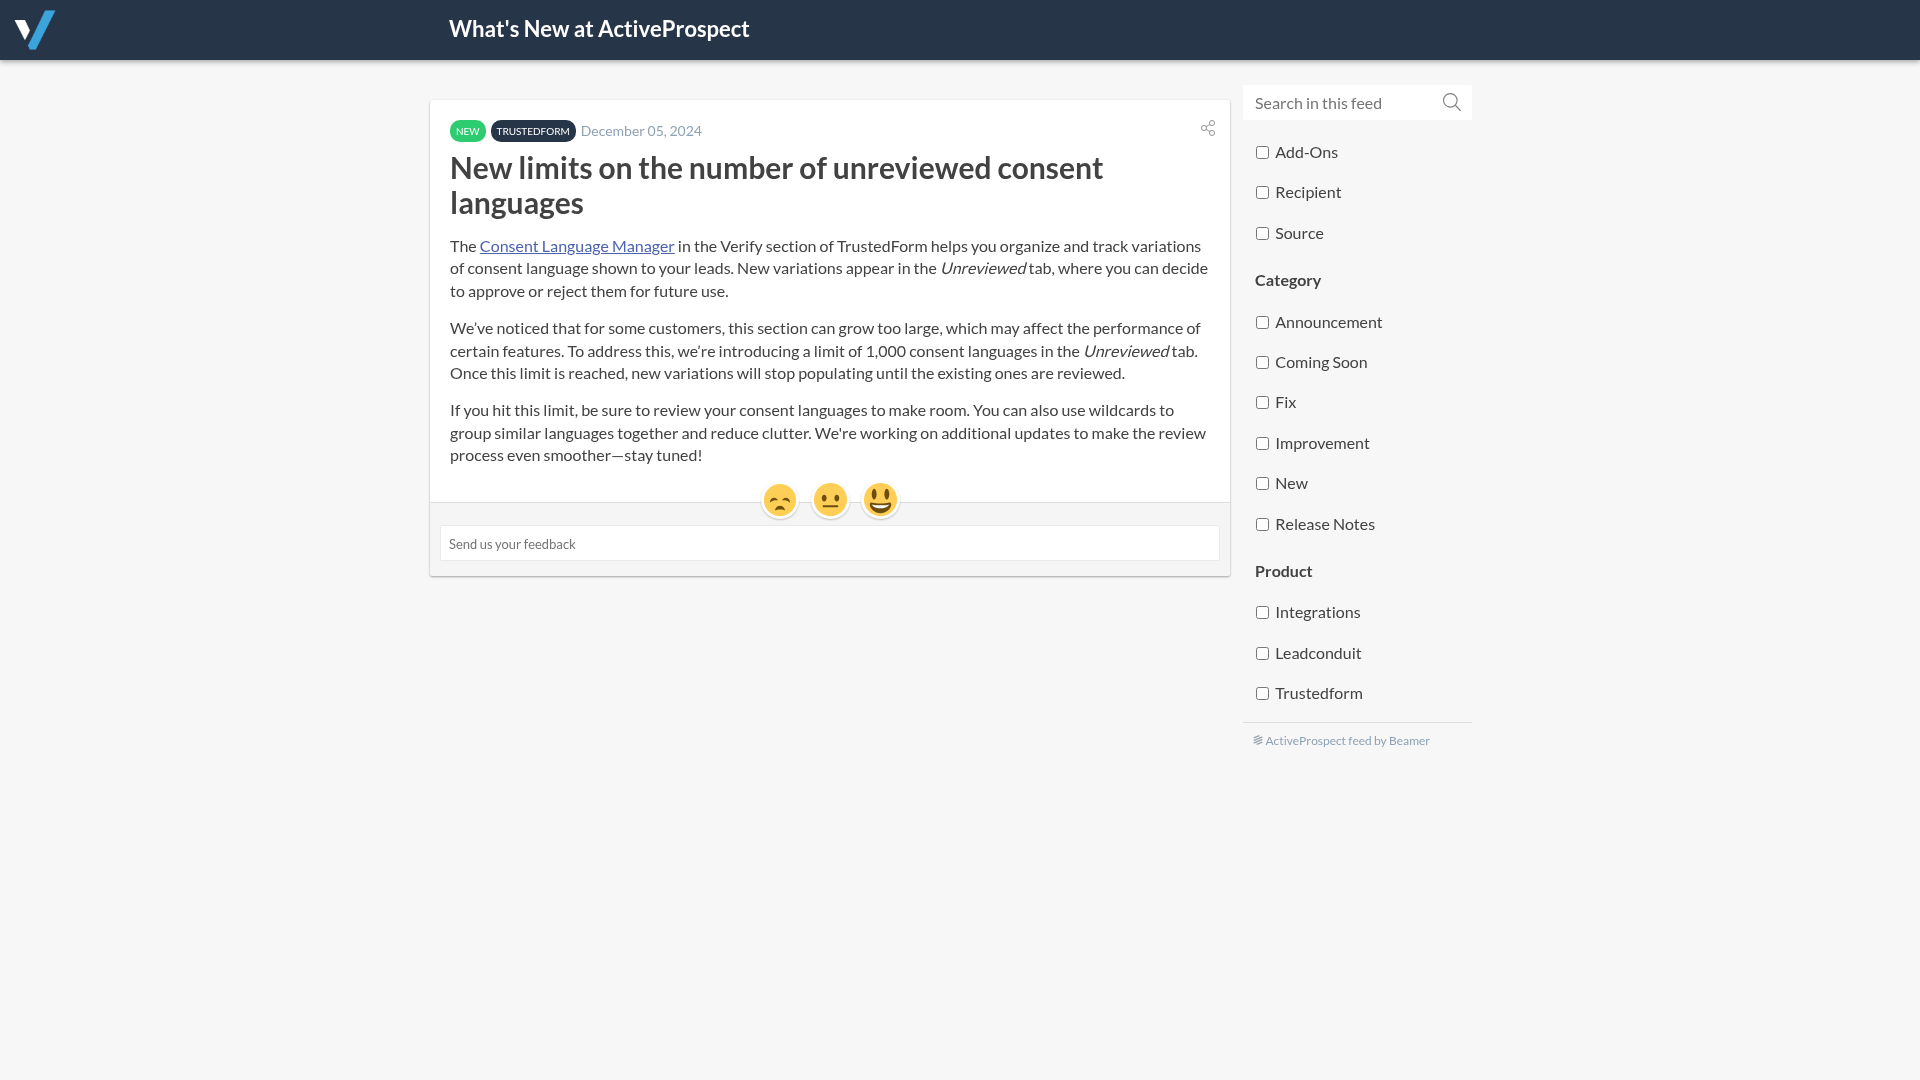 What's New at ActiveProspect
Search in this feed
NEW TRUSTEDFORM December 05, 2024
New limits on the number of unreviewed consent
languages
The Consent Language Manager in the Verify section of TrustedForm helps you organize and track variations
of consent language shown to your leads. New variations appear in the Unreviewed tab, where you can decide
to approve or reject them for future use.
We’ve noticed that for some customers, this section can grow too large, which may affect the performance of
certain features. To address this, we’re introducing a limit of 1,000 consent languages in the Unreviewed tab.
Once this limit is reached, new variations will stop populating until the existing ones are reviewed.
If you hit this limit, be sure to review your consent languages to make room. You can also use wildcards to
group similar languages together and reduce clutter. We're working on additional updates to make the review
process even smoother—stay tuned!
Send us your feedback
Add-Ons
Recipient
Source
Category
Announcement
Coming Soon
Fix
Improvement
New
Release Notes
Product
Integrations
Leadconduit
Trustedform
ActiveProspect feed by Beamer